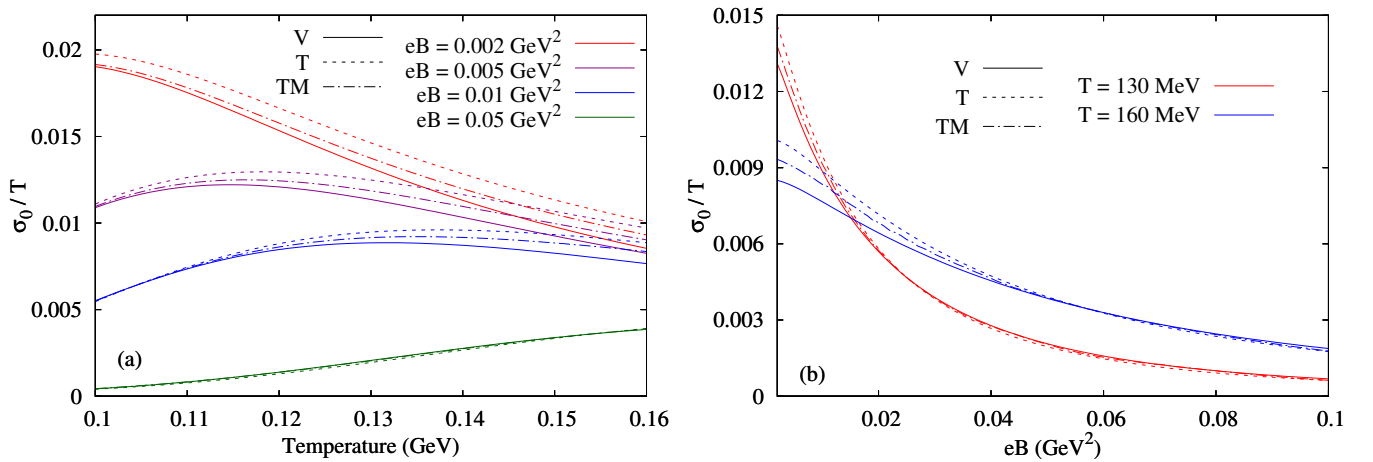 0.02
0.015
0.01
0.005
0
σ0 / T
V
T
TM
eB = 0.002 GeV2
eB = 0.005 GeV2
eB = 0.01 GeV2
eB = 0.05 GeV2
(a)
0.1 0.11 0.12 0.13 0.14 0.15 0.16
Temperature (GeV)
0.015
0.012
0.009
0.006
0.003
0
σ0 / T
V
T
TM
T = 130 MeV
T = 160 MeV
(b)
0.02 0.04 0.06 0.08 0.1
eB (GeV2)